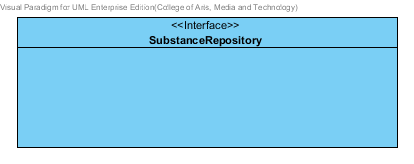 Visual Paradigm for UML Enterprise Edition(College of Arts, Media and Technology)
<<Interface>>
SubstanceRepository